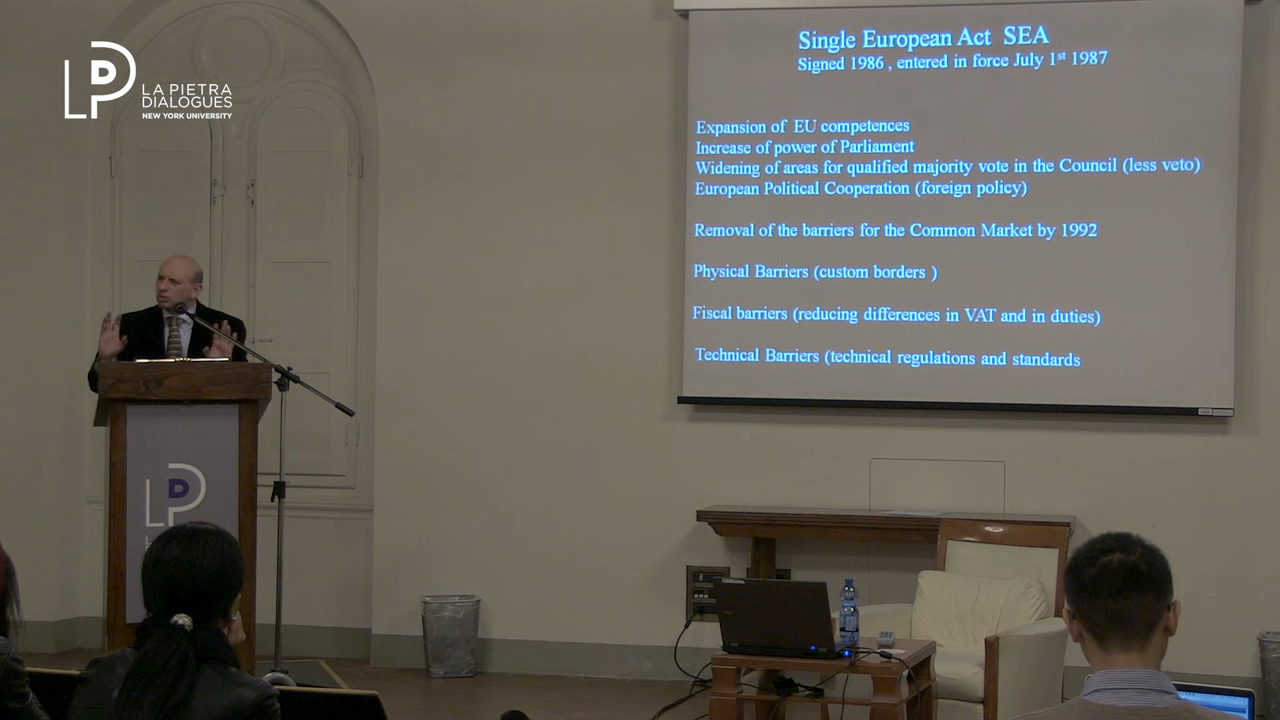 LA PIETRA
DIALOGUES
NEW YORK UNIVERSITY
Single European Act SEA
Signed 1986 , entered in force July 1st 1987
Expansion of EU competences
Increase of power of Parliament
Widening of areas for qualified majority vote in the Council (less veto)
European Political Cooperation (foreign policy)
Removal of the barriers for the Common Market by 1992
Physical Barriers (custom borders )
Fiscal barriers (reducing differences in VAT and in duties)
Technical Barriers (technical regulations and standards